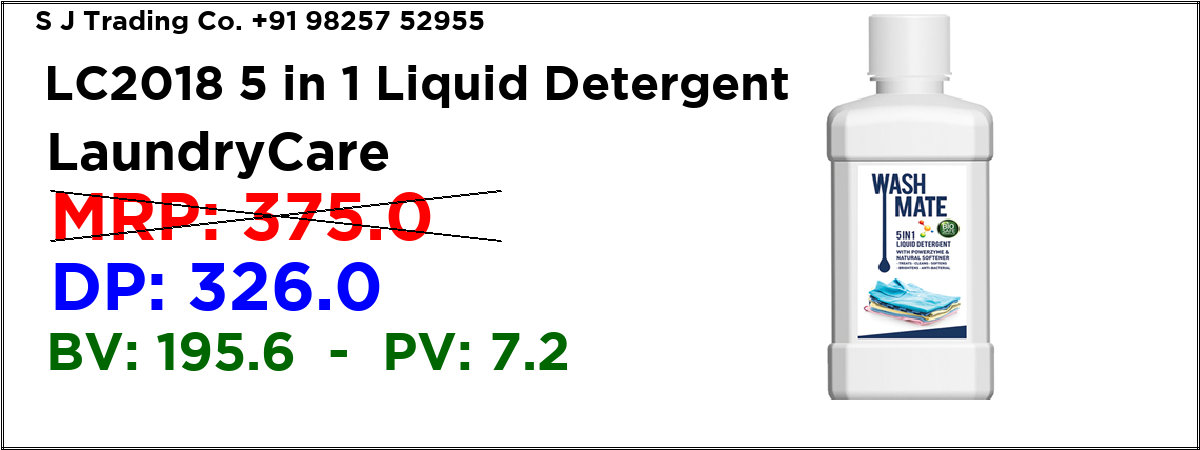 S J Trading Co. +91 98257 52955
LC2018 5 in 1 Liquid Detergent
LaundryCare
MRP: 375.0
DP: 326.0
BV: 195.6 - PV: 7.2
WASH
MATE
BIO
5 IN 1
LIQUID DETERGENT
WITH POWERZYME &
NATURAL SOFTENER
• TREATS • CLEANS • SOFTENS
• BRIGHTENS • ANTI-BACTERIAL